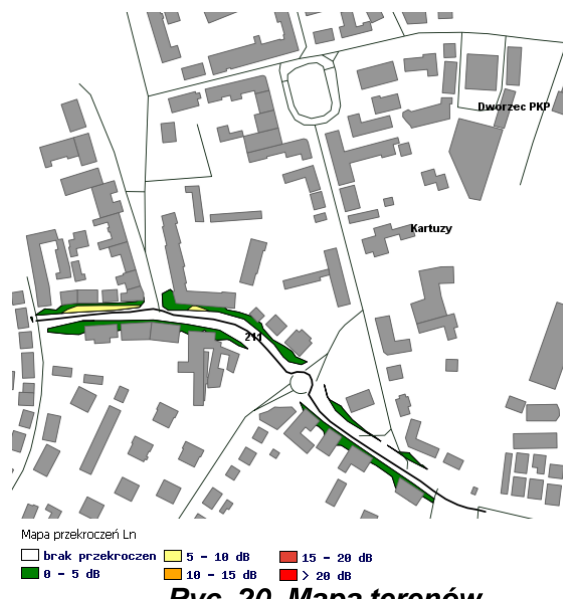 Dworzec PKP
Kartuzy
211
Mapa przekroczeń Ln
brak przekroczen
5 - 10 dB
15 - 20 dB
0 - 5 dB
10 - 15 dB
> 20 dB
Ryc. 20 Mapa terenów